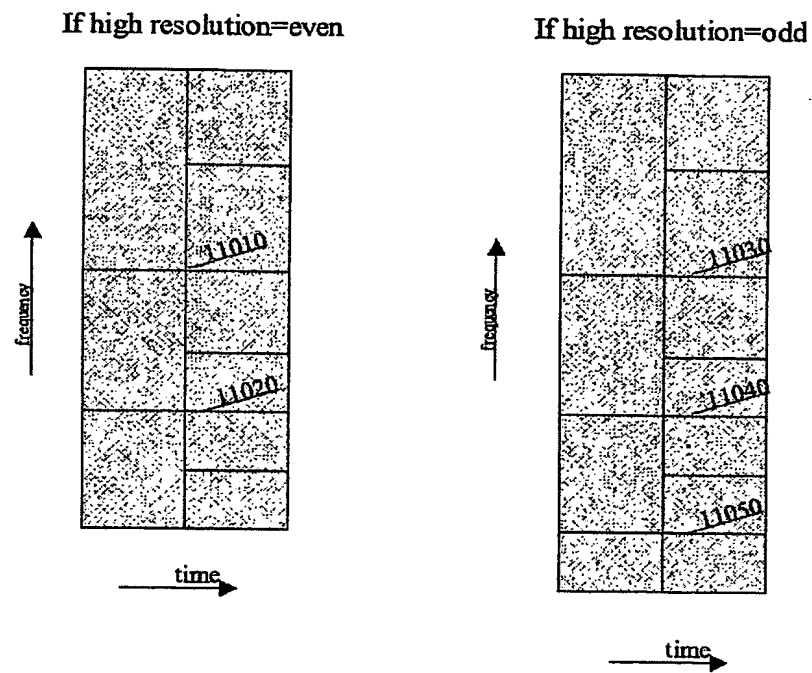 If high resolution=even
11010
11020
frequency
time
If high resolution=odd
11030
11040
11050
frequency
time